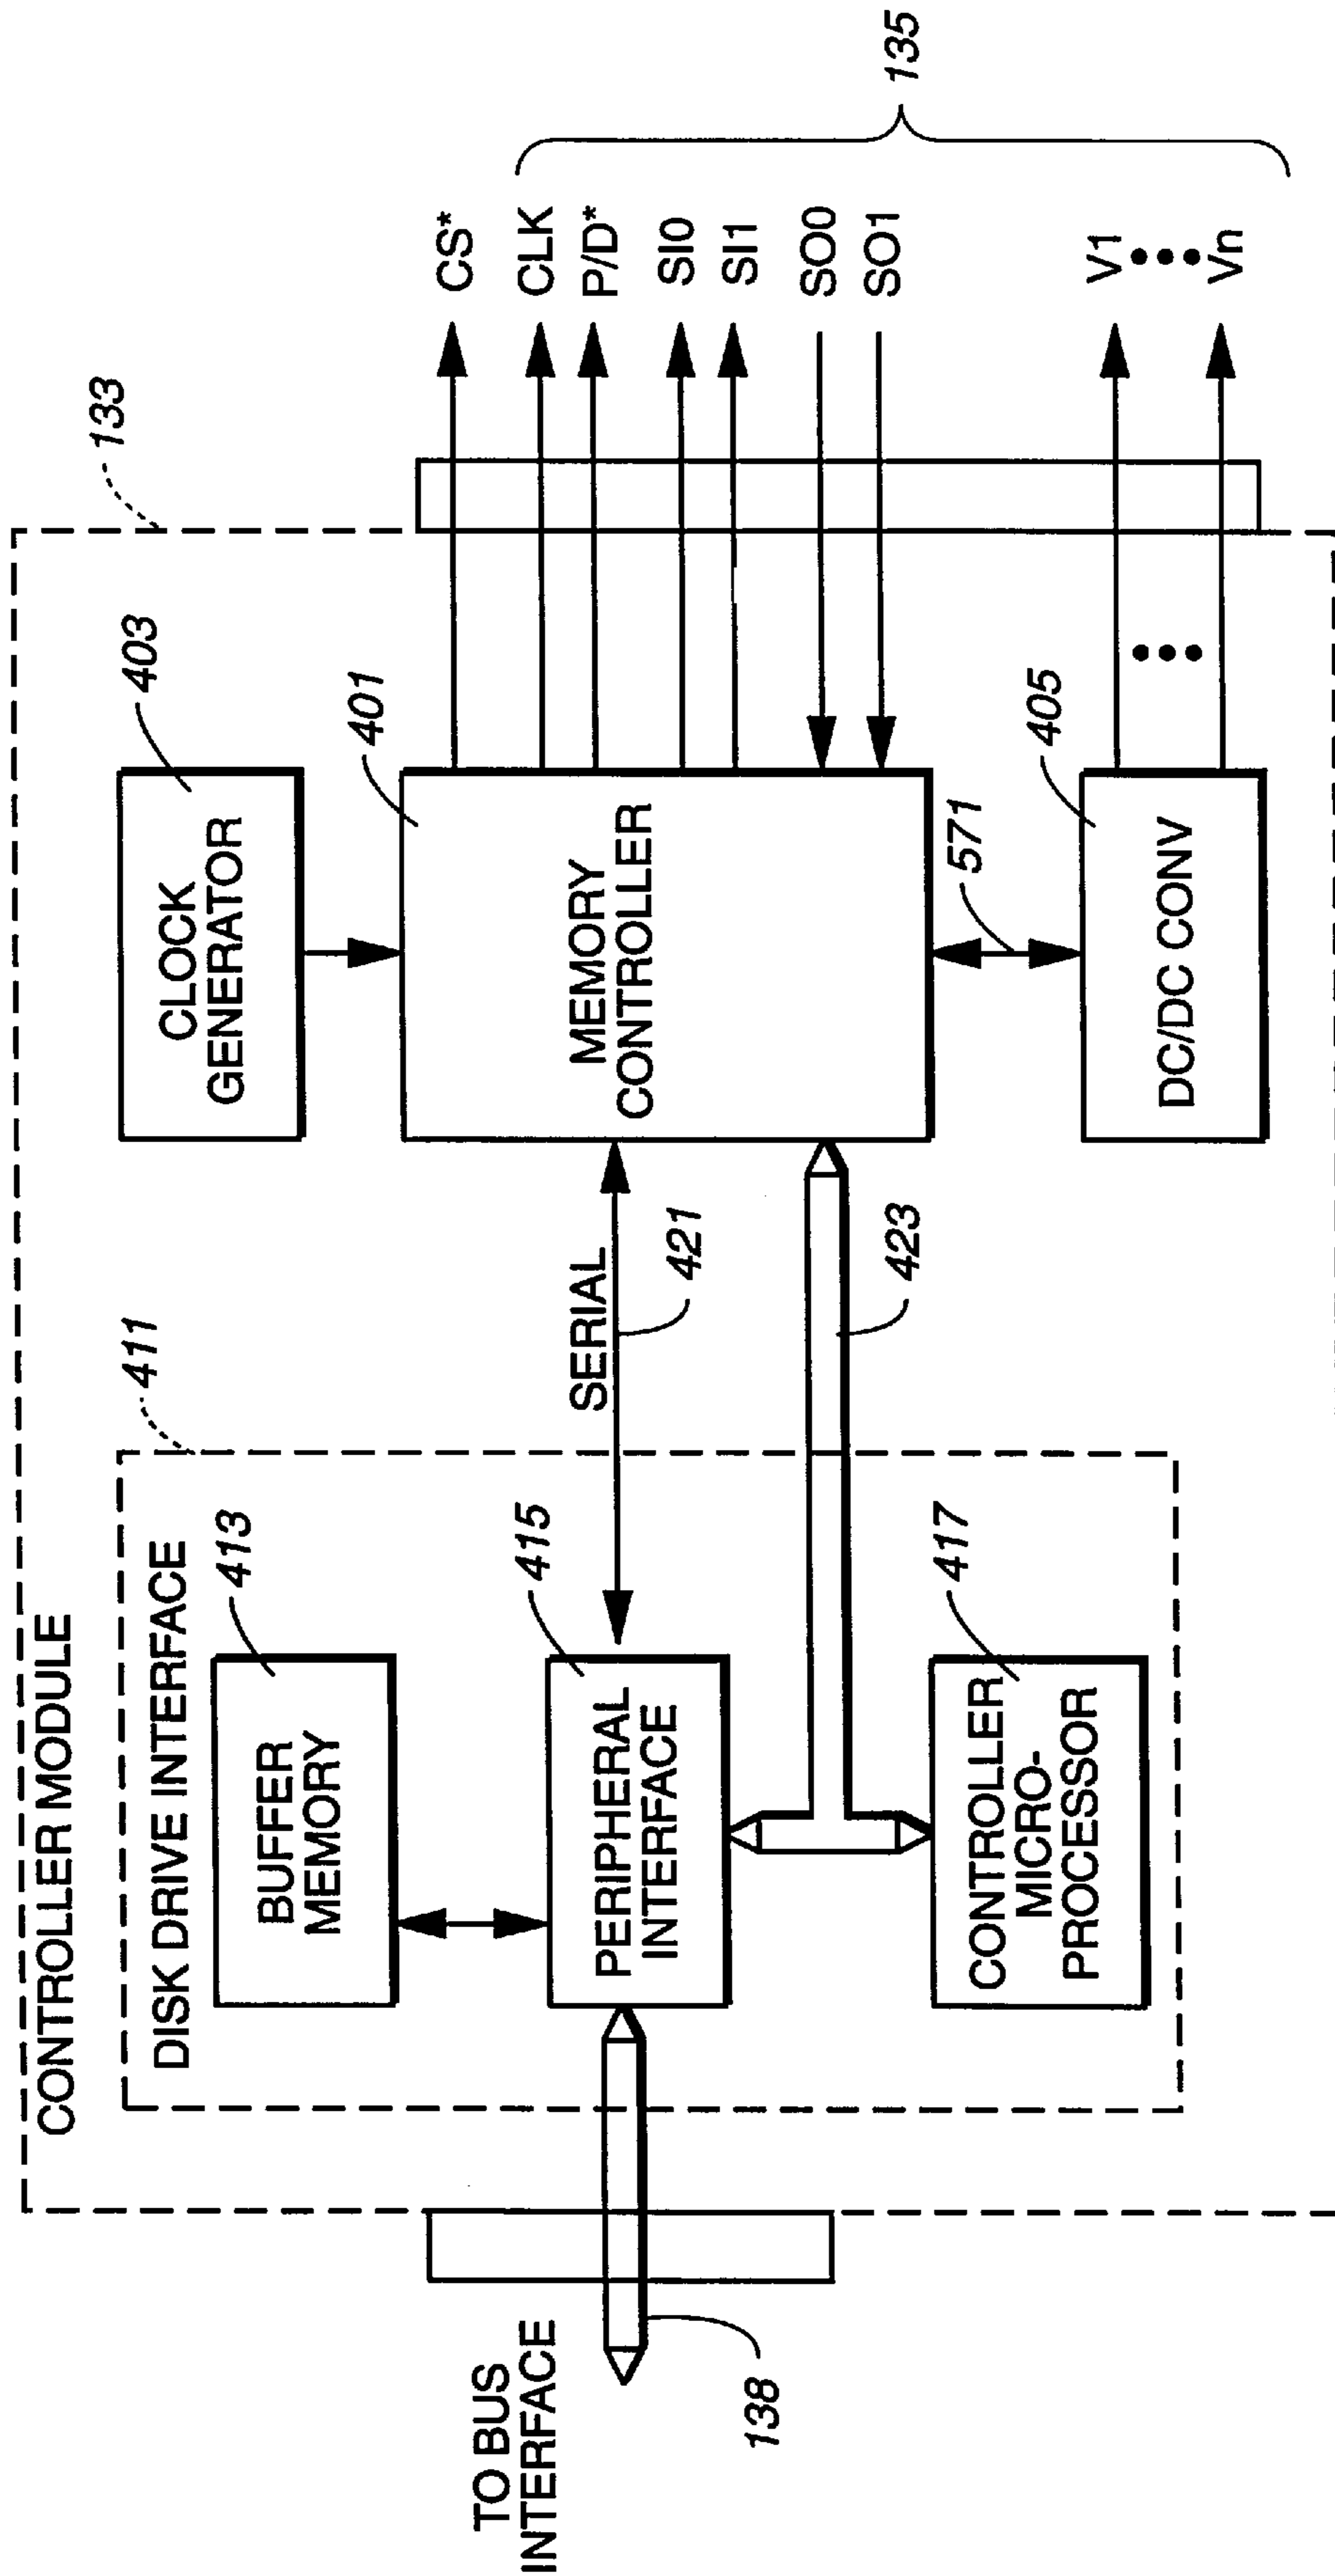 CONTROLLER MODULE
133
DISK DRIVE INTERFACE
411
BUFFER
MEMORY
413
PERIPHERAL
INTERFACE
415
CONTROLLER
MICRO-
PROCESSOR
417
TO BUS
INTERFACE
138
SERIAL
421
423
CLOCK
GENERATOR
403
MEMORY
CONTROLLER
401
571
DC/DC CONV
405
CS*
CLK
P/D*
SI0
SI1
SO0
SO1
V1
Vn
135